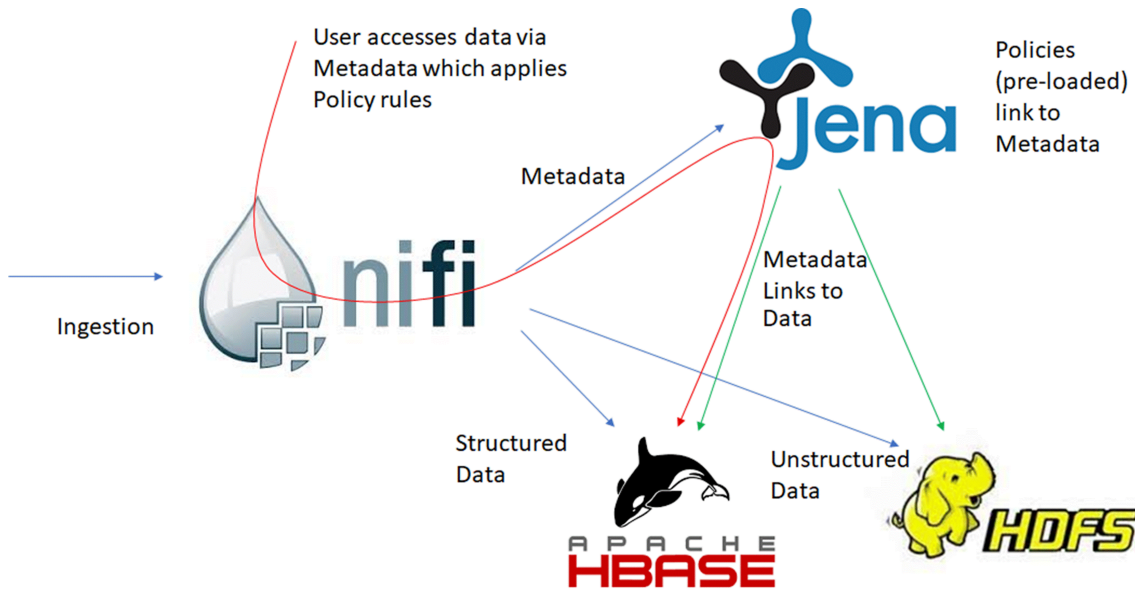 User accesses data via
Metadata which applies
Policy rules
Jena
Policies
(pre-loaded)
link to
Metadata
Metadata
nifi
Ingestion
Metadata
Links to
Data
Structured
Data
Unstructured
Data
APACHE
HBASE
HDFS